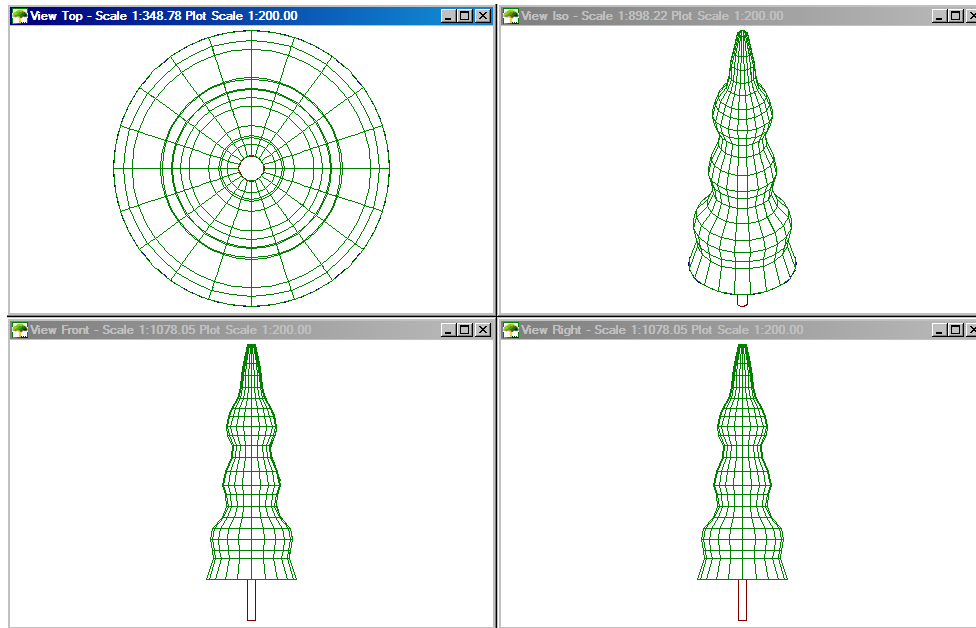 View Top - Scale 1:348.78 Plot Scale 1:200.00
View Iso - Scale 1:898.22 Plot Scale 1:200.00
View Front - Scale 1:1078.05 Plot Scale 1:200.00
View Right - Scale 1:1078.05 Plot Scale 1:200.00